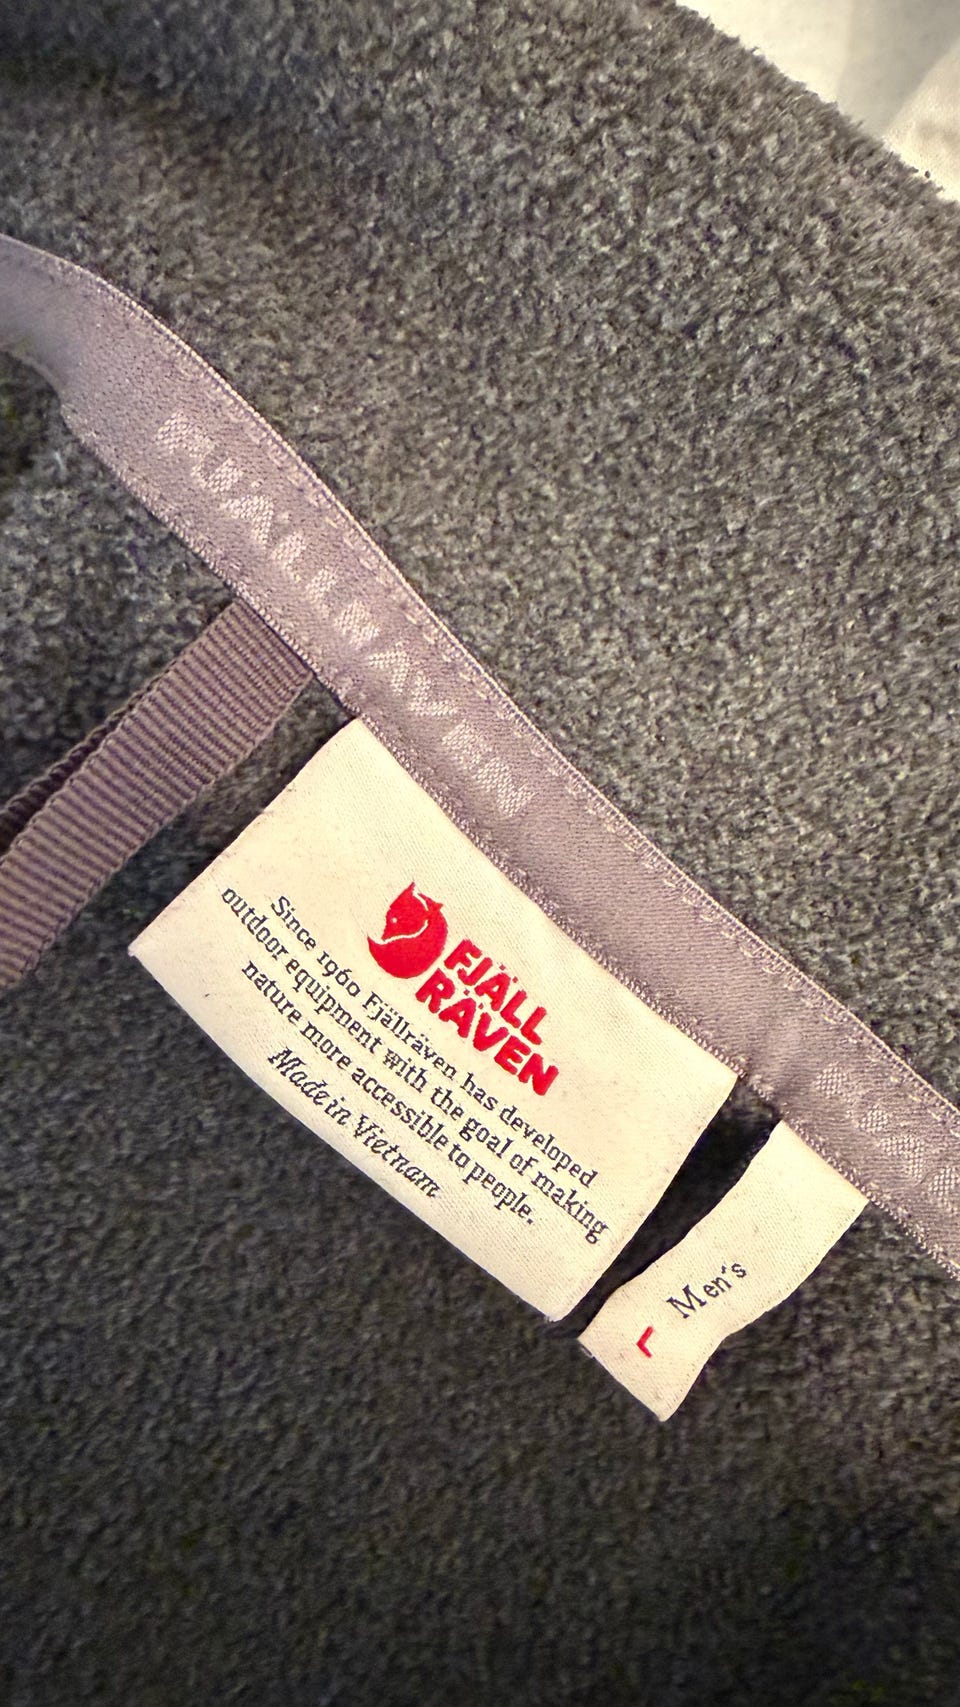 FJÄLLRÄVEN
FJÄLL
RÄVEN
Since 1960 Fjällräven has developed
outdoor equipment with the goal of making
nature more accessible to people.
Made in Vietnam
Men's
L